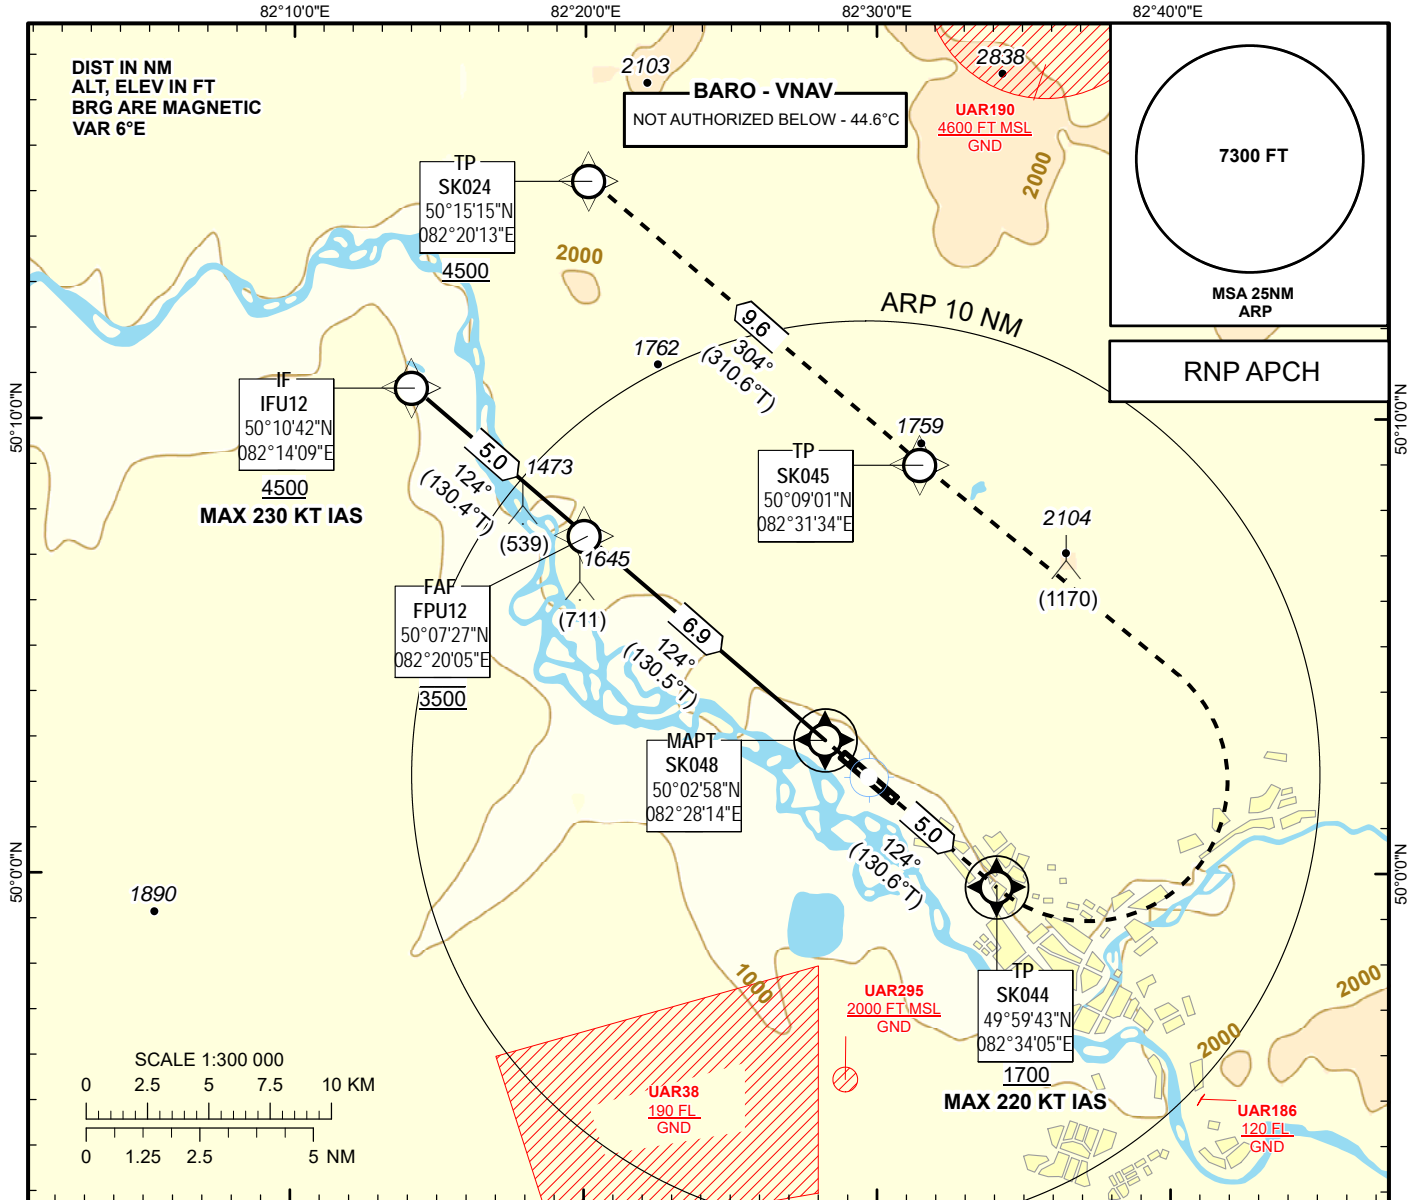 82°10'0"E
82°20'0"E
82°30'0"E
82°40'0"E
DIST IN NM
ALT, ELEV IN FT
BRG ARE MAGNETIC
VAR 6°E
2103
BARO - VNAV
NOT AUTHORIZED BELOW - 44.6°C
2838
UAR190
4600 FT MSL
GND
2000
7300 FT
MSA 25NM
ARP
RNP APCH
TP
SK024
50°15'15"N
082°20'13"E
4500
2000
ARP 10 NM
9.6
304°
(310.6°T)
1762
IF
IFU12
50°10'42"N
082°14'09"E
4500
MAX 230 KT IAS
50°10'0"N
50°10'0"N
5.0
124°
(130.4°T)
1473
(539)
1759
TP
SK045
50°09'01"N
082°31'34"E
2104
(1170)
1645
(711)
FAF
FPU12
50°07'27"N
082°20'05"E
3500
6.9
124°
(130.5°T)
MAPT
SK048
50°02'58"N
082°28'14"E
5.0
124°
(130.6°T)
50°0'0"N
50°0'0"N
1890
1000
UAR295
2000 FT MSL
GND
TP
SK044
49°59'43"N
082°34'05"E
1700
MAX 220 KT IAS
2000
2000
UAR38
190 FL
GND
UAR186
120 FL
GND
SCALE 1:300 000
0 2.5 5 7.5 10 KM
0 1.25 2.5 5 NM